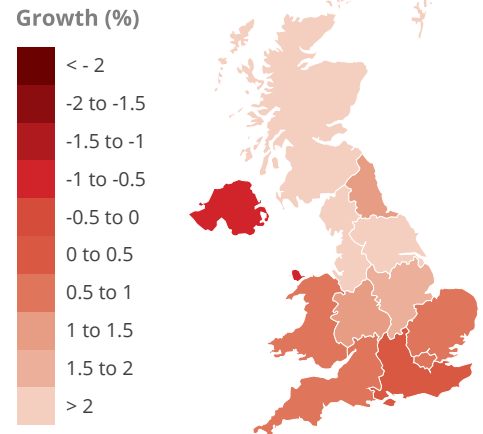 Growth (%)
< - 2
-2 to -1.5
-1.5 to -1
-1 to -0.5
-0.5 to 0
0 to 0.5
0.5 to 1
1 to 1.5
1.5 to 2
> 2